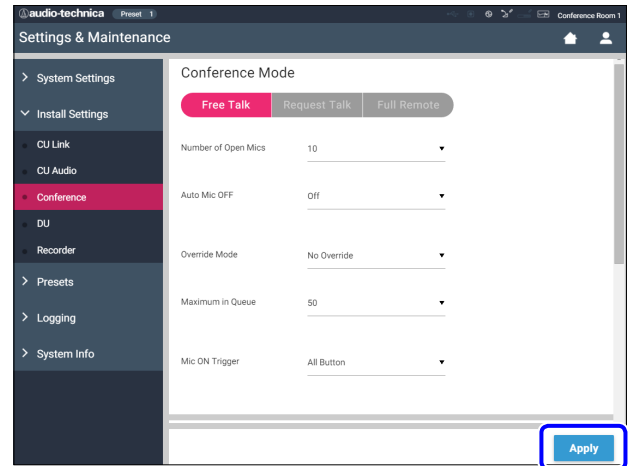 audio-technica Preset 1 Conference Room 1
Settings & Maintenance
System Settings
Install Settings
CU Link
CU Audio
Conference
DU
Recorder
Presets
Logging
System Info
Conference Mode
Free Talk Request Talk Full Remote
Number of Open Mics 10
Auto Mic OFF Off
Override Mode No Override
Maximum in Queue 50
Mic ON Trigger All Button
Apply